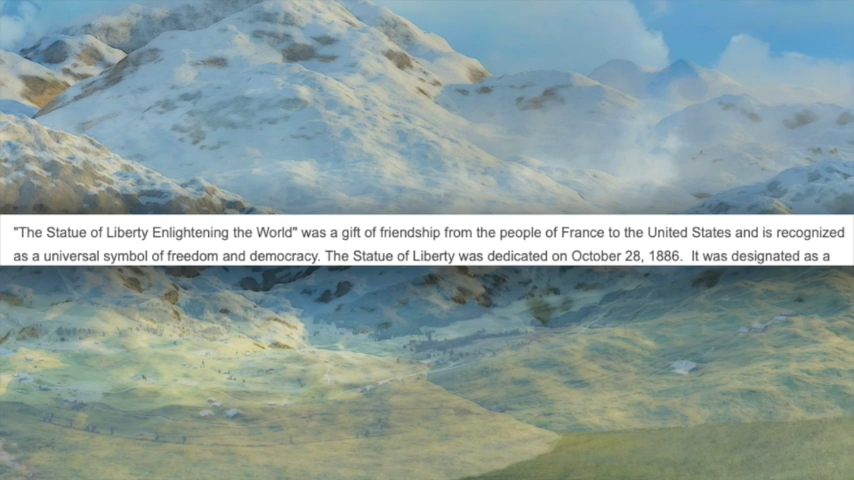 "The Statue of Liberty Enlightening the World" was a gift of friendship from the people of France to the United States and is recognized
as a universal symbol of freedom and democracy. The Statue of Liberty was dedicated on October 28, 1886.  It was designated as a